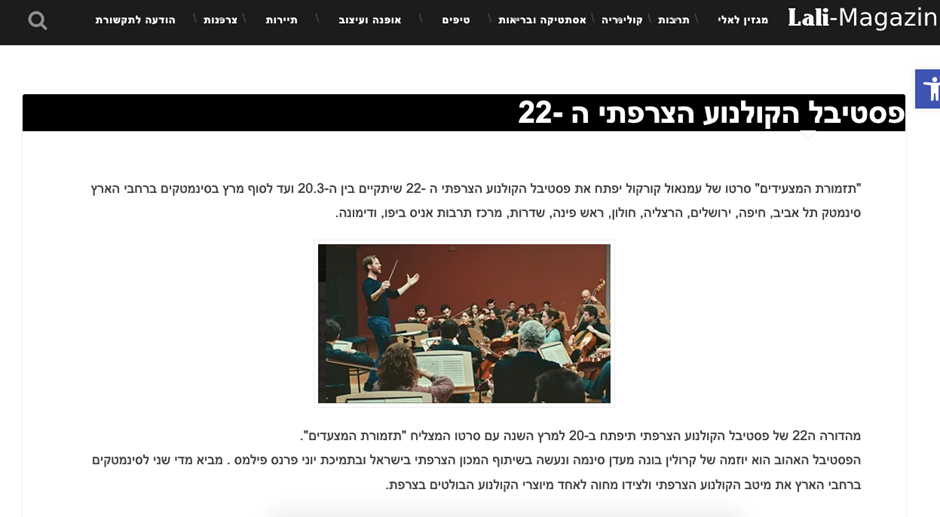 Lali-Magazin
מגזין לאלי \ תרבות \ קולינריה \ אסתטיקה ובריאות \ טיפים \ אופנה ועיצוב \ תיירות \ צרכנות \ הודעה לתקשורת
פסטיבל הקולנוע הצרפתי ה -22
"תזמורת המצעידים" סרטו של עמנאול קורקול יפתח את פסטיבל הקולנוע הצרפתי ה -22 שיתקיים בין ה-20.3 ועד לסוף מרץ בסינמטקים ברחבי הארץ
סינמטק תל אביב, חיפה, ירושלים, הרצליה, חולון, ראש פינה, שדרות, מרכז תרבות אניס ביפו, ודימונה.
מהדורה ה22 של פסטיבל הקולנוע הצרפתי תיפתח ב-20 למרץ השנה עם סרטו המצליח "תזמורת המצעדים".
הפסטיבל האהוב הוא יוזמה של קרולין בונה מעדן סינמה ונעשה בשיתוף המכון הצרפתי בישראל ובתמיכת יוני פרנס פילמס . מביא מדי שני לסינמטקים
ברחבי הארץ את מיטב הקולנוע הצרפתי ולצידו מחוה לאחד מיוצרי הקולנוע הבולטים בצרפת.